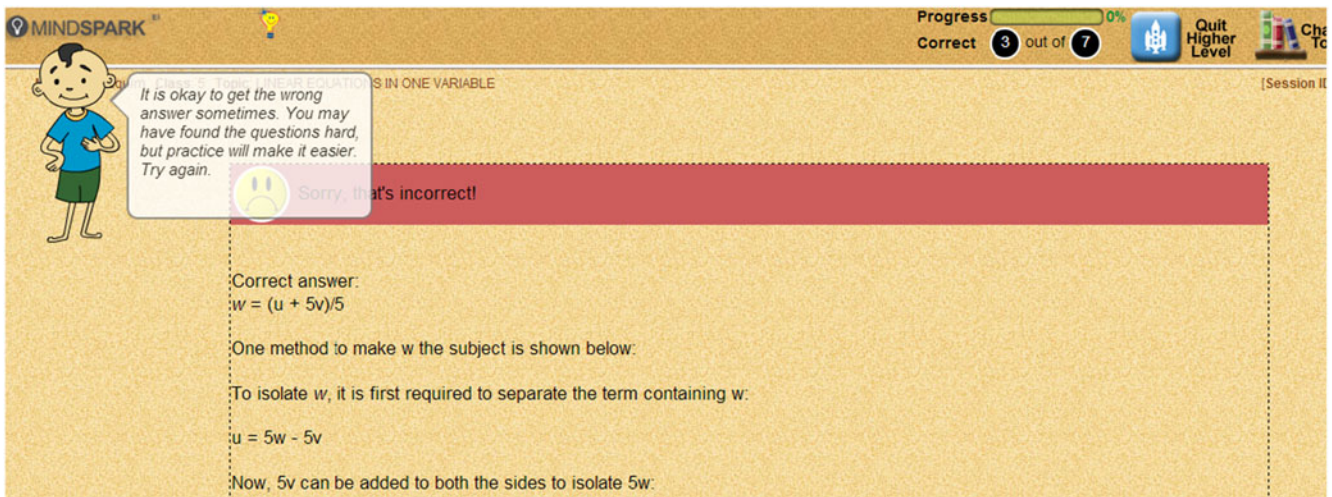 MINDSPARK
Progress 0%
Correct 3 out of 7
Quit
Higher
Level
Class: 5 Topic: LINEAR EQUATIONS IN ONE VARIABLE
[Session
It is okay to get the wrong
answer sometimes. You may
have found the questions hard,
but practice will make it easier.
Try again.
Sorry, that's incorrect!
Correct answer:
w = (u + 5v)/5
One method to make w the subject is shown below:
To isolate w, it is first required to separate the term containing w:
u = 5w - 5v
Now, 5v can be added to both the sides to isolate 5w: